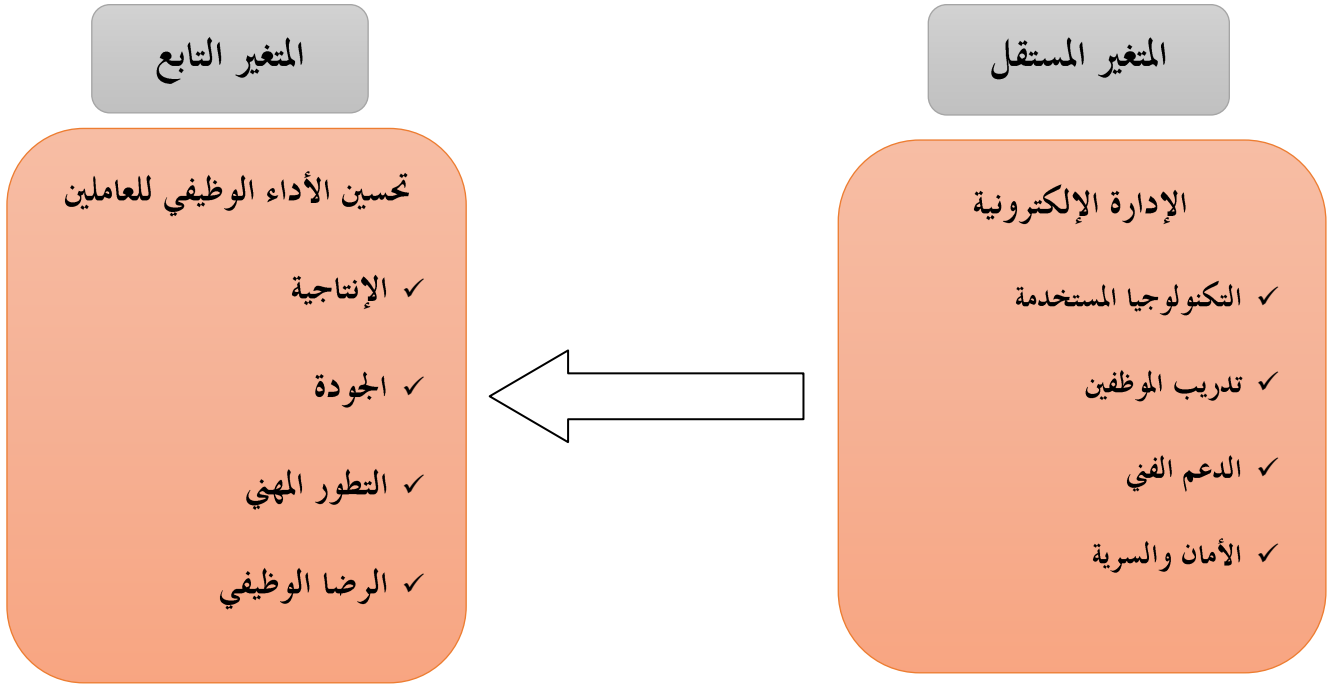 المتغير المستقل
الإدارة الإلكترونية
✓ التكنولوجيا المستخدمة
✓ تدريب الموظفين
✓ الدعم الفني
✓ الأمان والسرية
المتغير التابع
تحسين الأداء الوظيفي للعاملين
✓ الإنتاجية
✓ الجودة
✓ التطور المهني
✓ الرضا الوظيفي